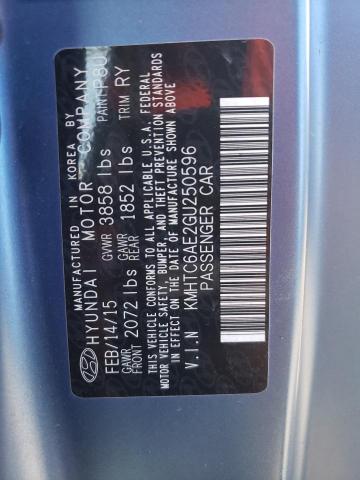 MANUFACTURED IN KOREA BY
HYUNDAI MOTOR COMPANY
FEB/14/15 GVWR 3858 lbs PAINT P3U
GAWR FRONT 2072 lbs GAWR REAR 1852 lbs TRIM RY
THIS VEHICLE CONFORMS TO ALL APPLICABLE U.S.A. FEDERAL
MOTOR VEHICLE SAFETY, BUMPER, AND THEFT PREVENTION STANDARDS
IN EFFECT ON THE DATE OF MANUFACTURE SHOWN ABOVE.
V.I.N KMHTC6AE2GU250596
PASSENGER CAR